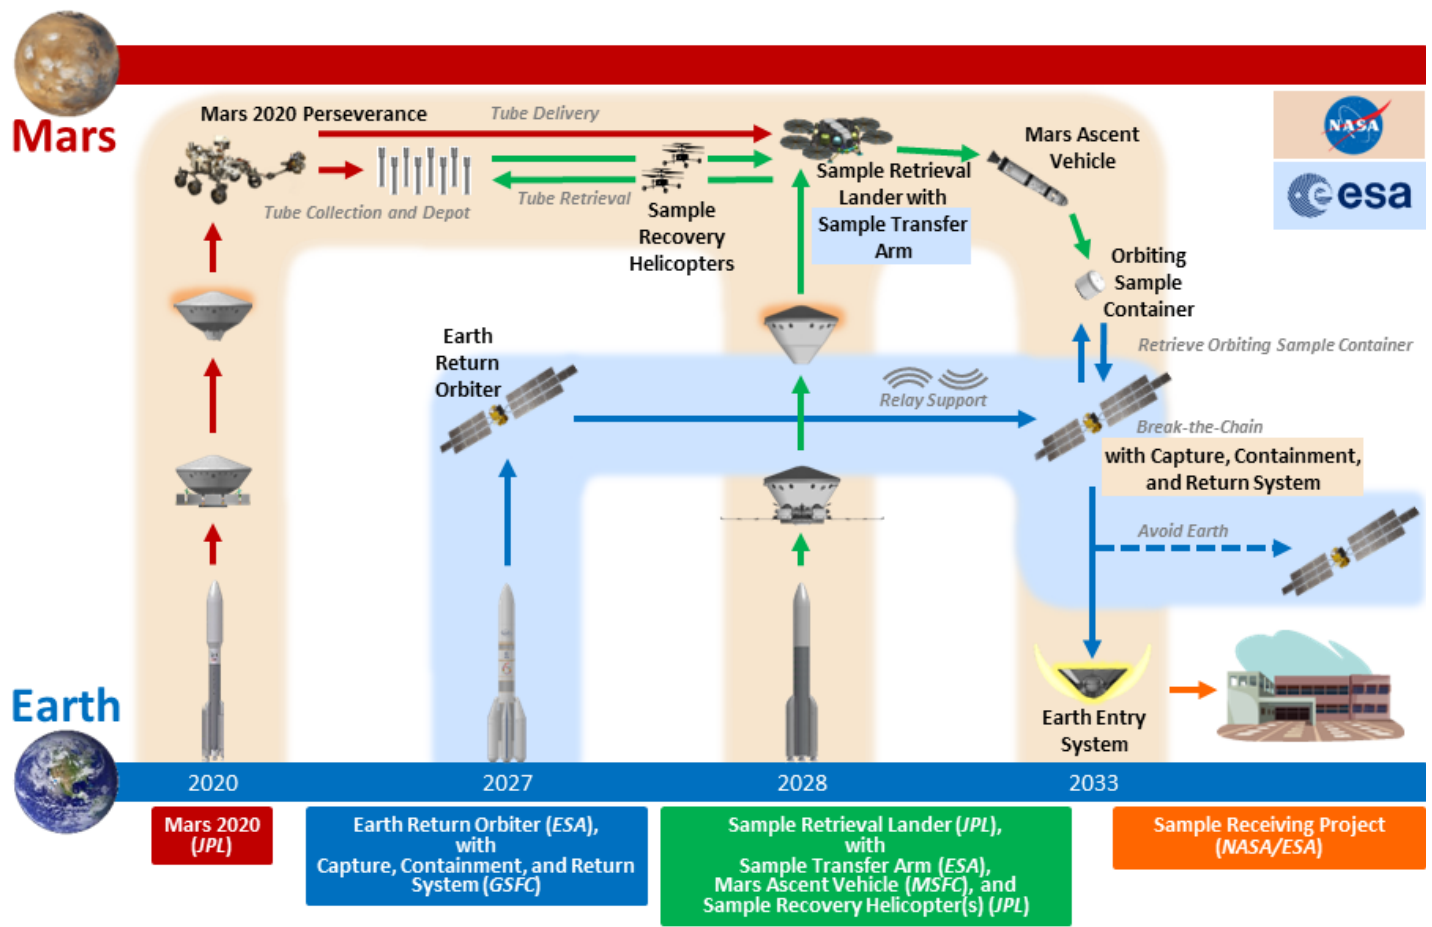 Mars
Mars 2020 Perseverance
Tube Delivery
Tube Collection and Depot
Tube Retrieval
Sample
Recovery
Helicopters
Sample Retrieval
Lander with
Sample Transfer
Arm
Mars Ascent
Vehicle
NASA
esa
Orbiting
Sample
Container
Retrieve Orbiting Sample Container
Earth
Return
Orbiter
Relay Support
Break-the-Chain
with Capture, Containment,
and Return System
Avoid Earth
Earth Entry
System
Earth
2020
2027
2028
2033
Mars 2020
(JPL)
Earth Return Orbiter (ESA),
with
Capture, Containment, and Return
System (GSFC)
Sample Retrieval Lander (JPL),
with
Sample Transfer Arm (ESA),
Mars Ascent Vehicle (MSFC), and
Sample Recovery Helicopter(s) (JPL)
Sample Receiving Project
(NASA/ESA)